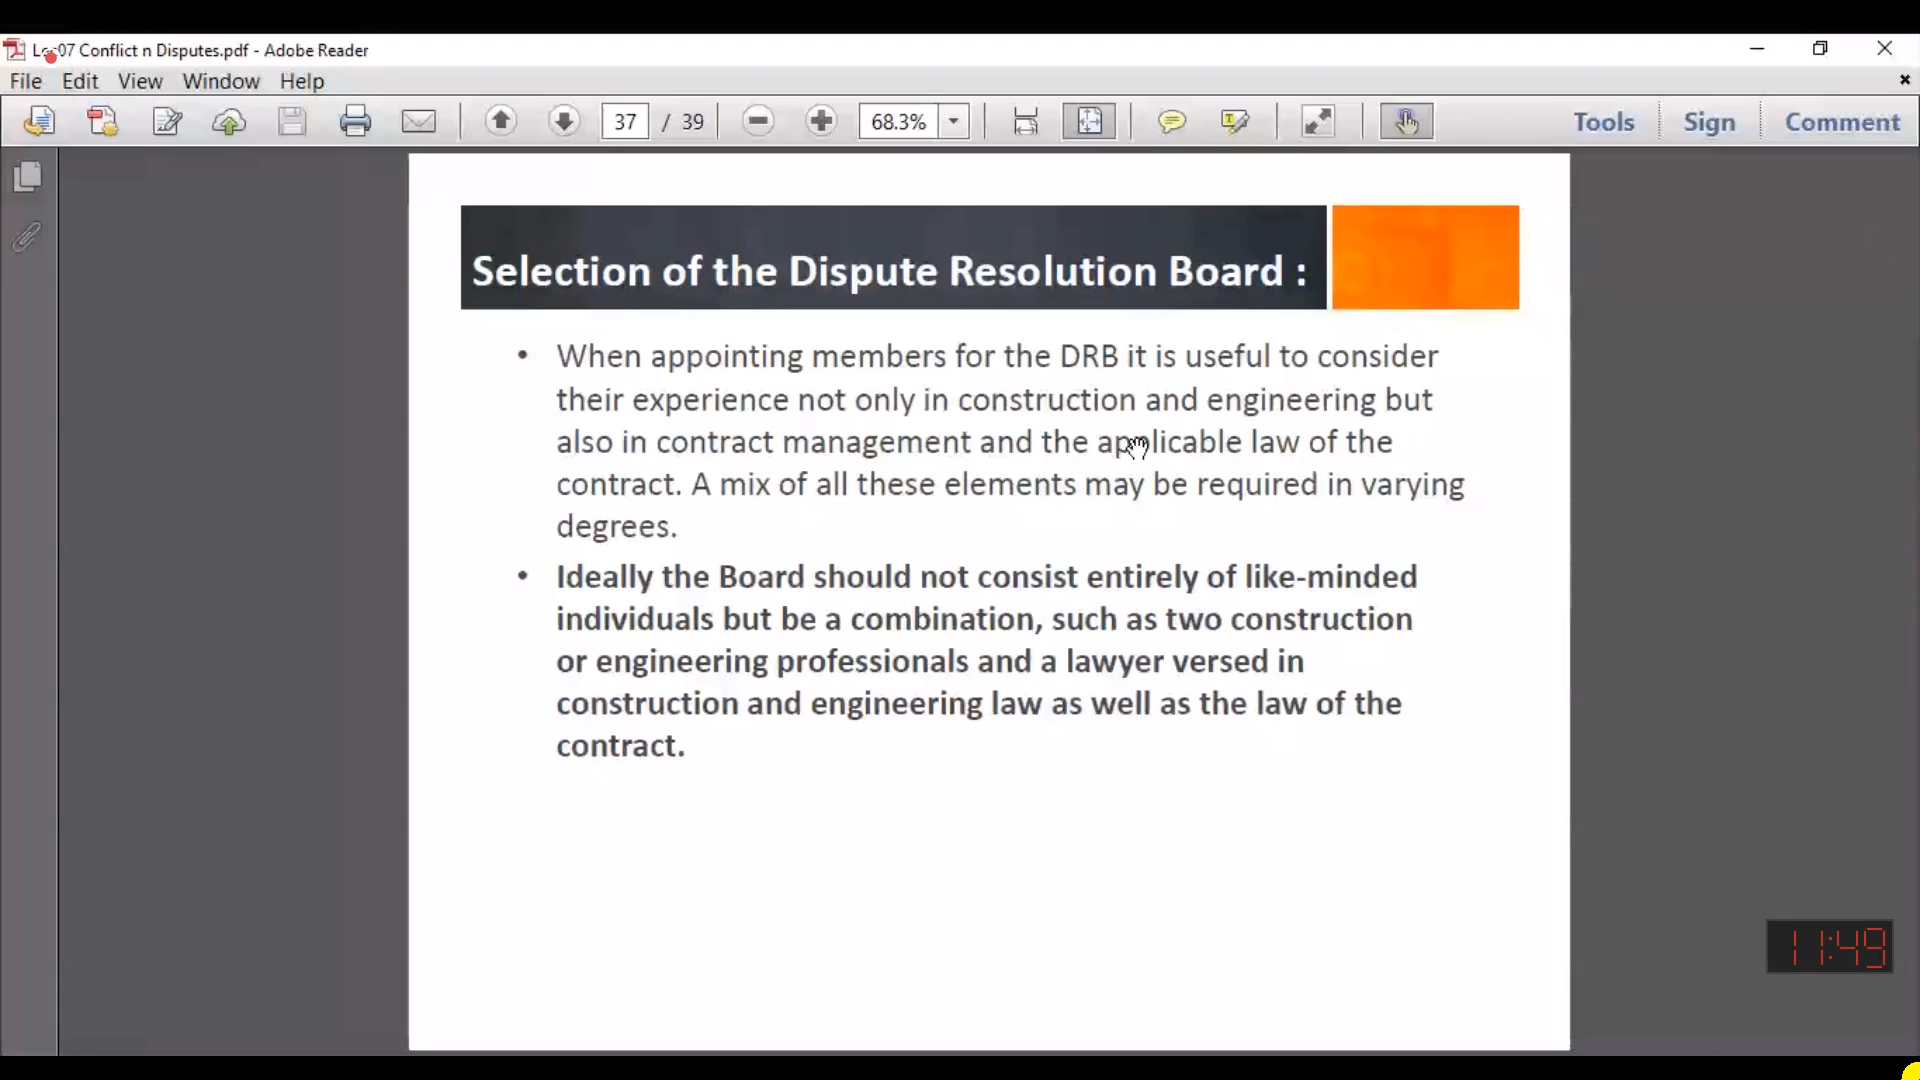 Lec07 Conflict n Disputes.pdf - Adobe Reader
File Edit View Window Help
37 / 39 68.3% Tools Sign Comment
Selection of the Dispute Resolution Board :
• When appointing members for the DRB it is useful to consider
their experience not only in construction and engineering but
also in contract management and the applicable law of the
contract. A mix of all these elements may be required in varying
degrees.
• Ideally the Board should not consist entirely of like-minded
individuals but be a combination, such as two construction
or engineering professionals and a lawyer versed in
construction and engineering law as well as the law of the
contract.
11:49